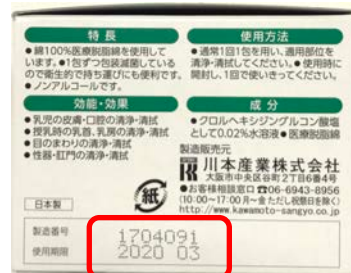 特長
●綿100%医療脱脂綿を使用して
います。●1包ずつ包装滅菌している
ので衛生的で持ち運びにも便利です。
●ノンアルコールです。
使用方法
●通常1回1包を用い、適用部位を
清浄・清拭してください。●使用時に
開封し、1回で使いきってください。
効能・効果
●乳児の皮膚・口腔の清浄・清拭
●授乳時の乳首、乳房の清浄・清拭
●目のまわりの清浄・清拭
●性器・肛門の清浄・清拭
成分
●クロルヘキシジングルコン酸塩
として0.02%水溶液●医療脱脂綿
製造販売元
川本産業株式会社
大阪市中央区谷町2丁目6番4号
●お客様相談窓口☎06-6943-8956
(10:00~17:00月~金 ただし祝祭日を除く)
http://www.kawamoto-sangyo.co.jp
紙
日本製
製造番号 1704091
使用期限 2020 03